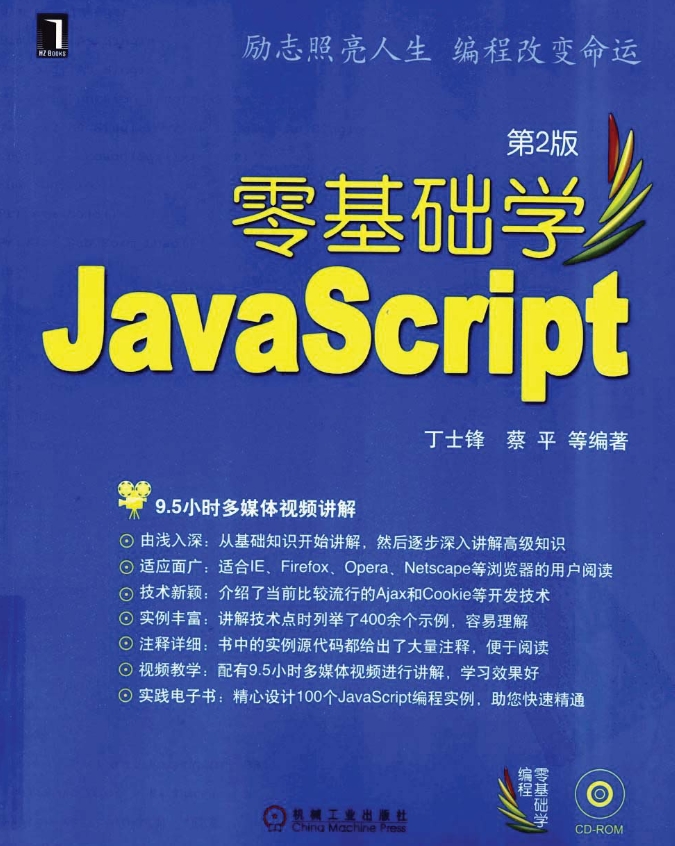 HZ BOOKS
励志照亮人生 编程改变命运
第2版
零基础学
JavaScript
丁士锋 蔡 平 等编著
9.5小时多媒体视频讲解
由浅入深:从基础知识开始讲解,然后逐步深入讲解高级知识
适应面广:适合IE、Firefox、Opera、Netscape等浏览器的用户阅读
技术新颖:介绍了当前比较流行的Ajax和Cookie等开发技术
实例丰富:讲解技术点时列举了400余个示例,容易理解
注释详细:书中的实例源代码都给出了大量注释,便于阅读
视频教学:配有9.5小时多媒体视频进行讲解,学习效果好
实践电子书:精心设计100个JavaScript编程实例,助您快速精通
零基础学
编程
CD-ROM
机械工业出版社
China Machine Press